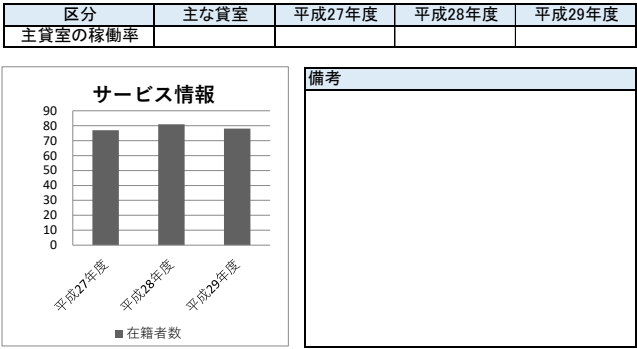 区分 主な貸室 平成27年度 平成28年度 平成29年度
主貸室の稼働率
サービス情報
90
80
70
60
50
40
30
20
10
0
平成27年度 平成28年度 平成29年度
■在籍者数
備考